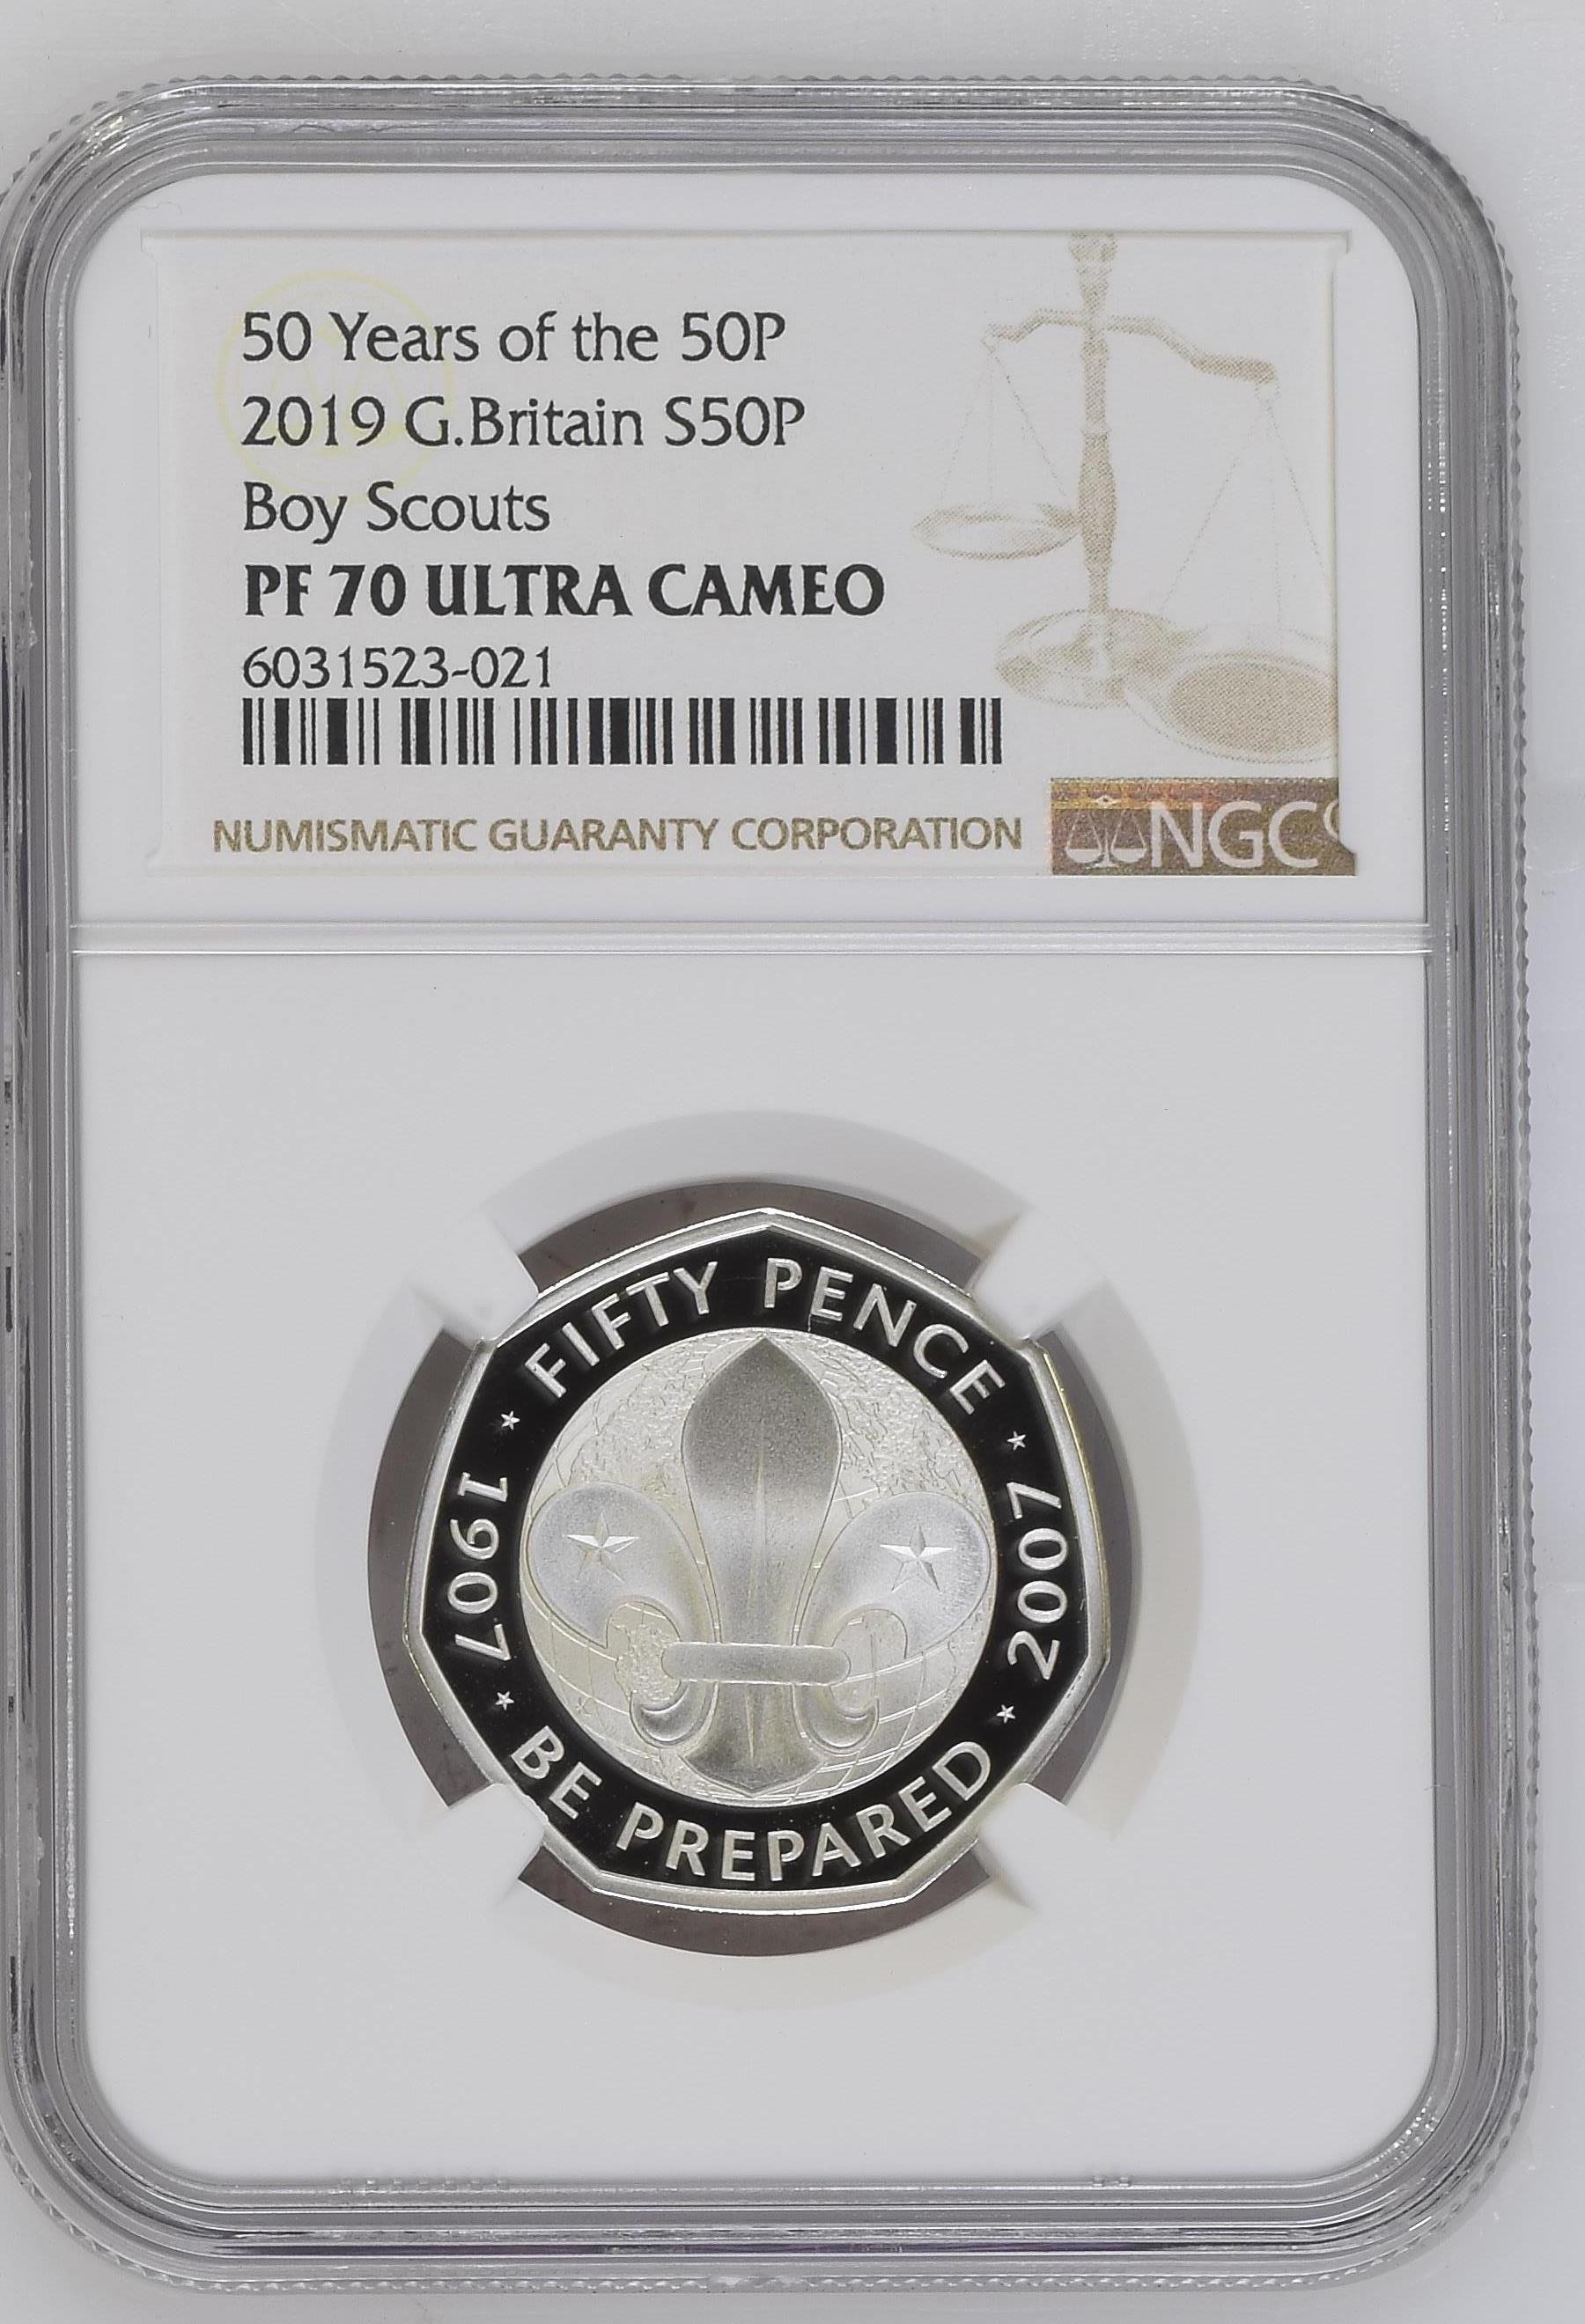 50 Years of the 50P
2019 G.Britain S50P
Boy Scouts
PF 70 ULTRA CAMEO
6031523-021
NUMISMATIC GUARANTY CORPORATION
NGC
FIFTY PENCE
1907
2007
BE PREPARED